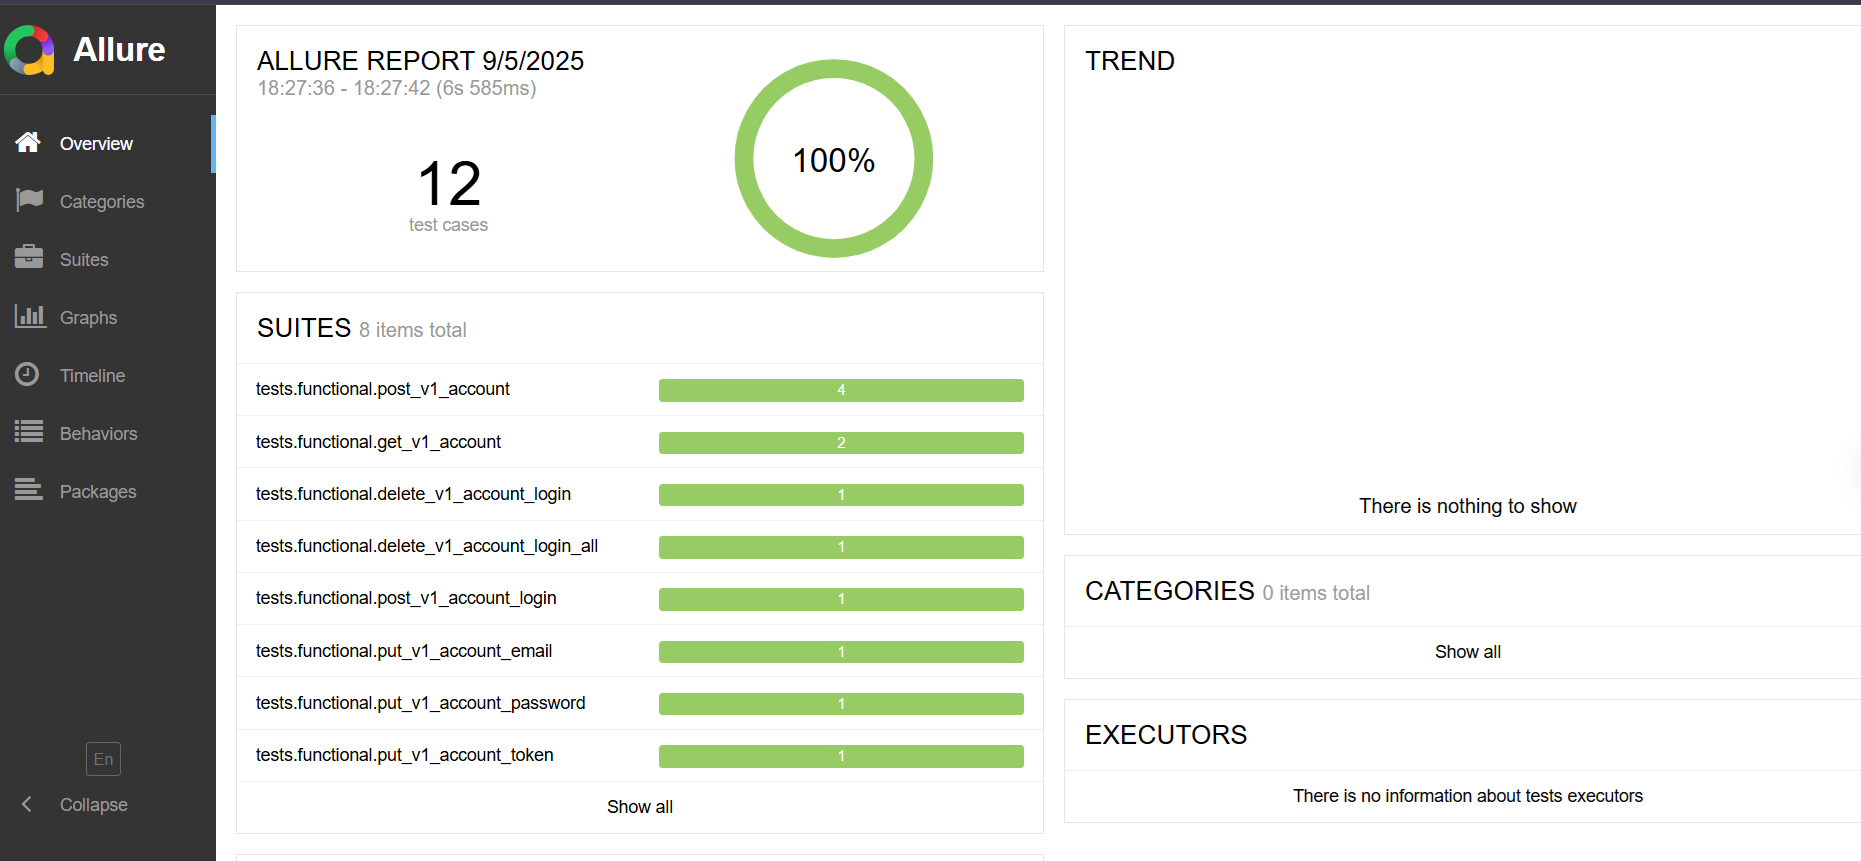 Allure
Overview
Categories
Suites
Graphs
Timeline
Behaviors
Packages
En
Collapse
ALLURE REPORT 9/5/2025
18:27:36 - 18:27:42 (6s 585ms)
12
test cases
100%
SUITES 8 items total
tests.functional.post_v1_account 4
tests.functional.get_v1_account 2
tests.functional.delete_v1_account_login 1
tests.functional.delete_v1_account_login_all 1
tests.functional.post_v1_account_login 1
tests.functional.put_v1_account_email 1
tests.functional.put_v1_account_password 1
tests.functional.put_v1_account_token 1
Show all
TREND
There is nothing to show
CATEGORIES 0 items total
Show all
EXECUTORS
There is no information about tests executors